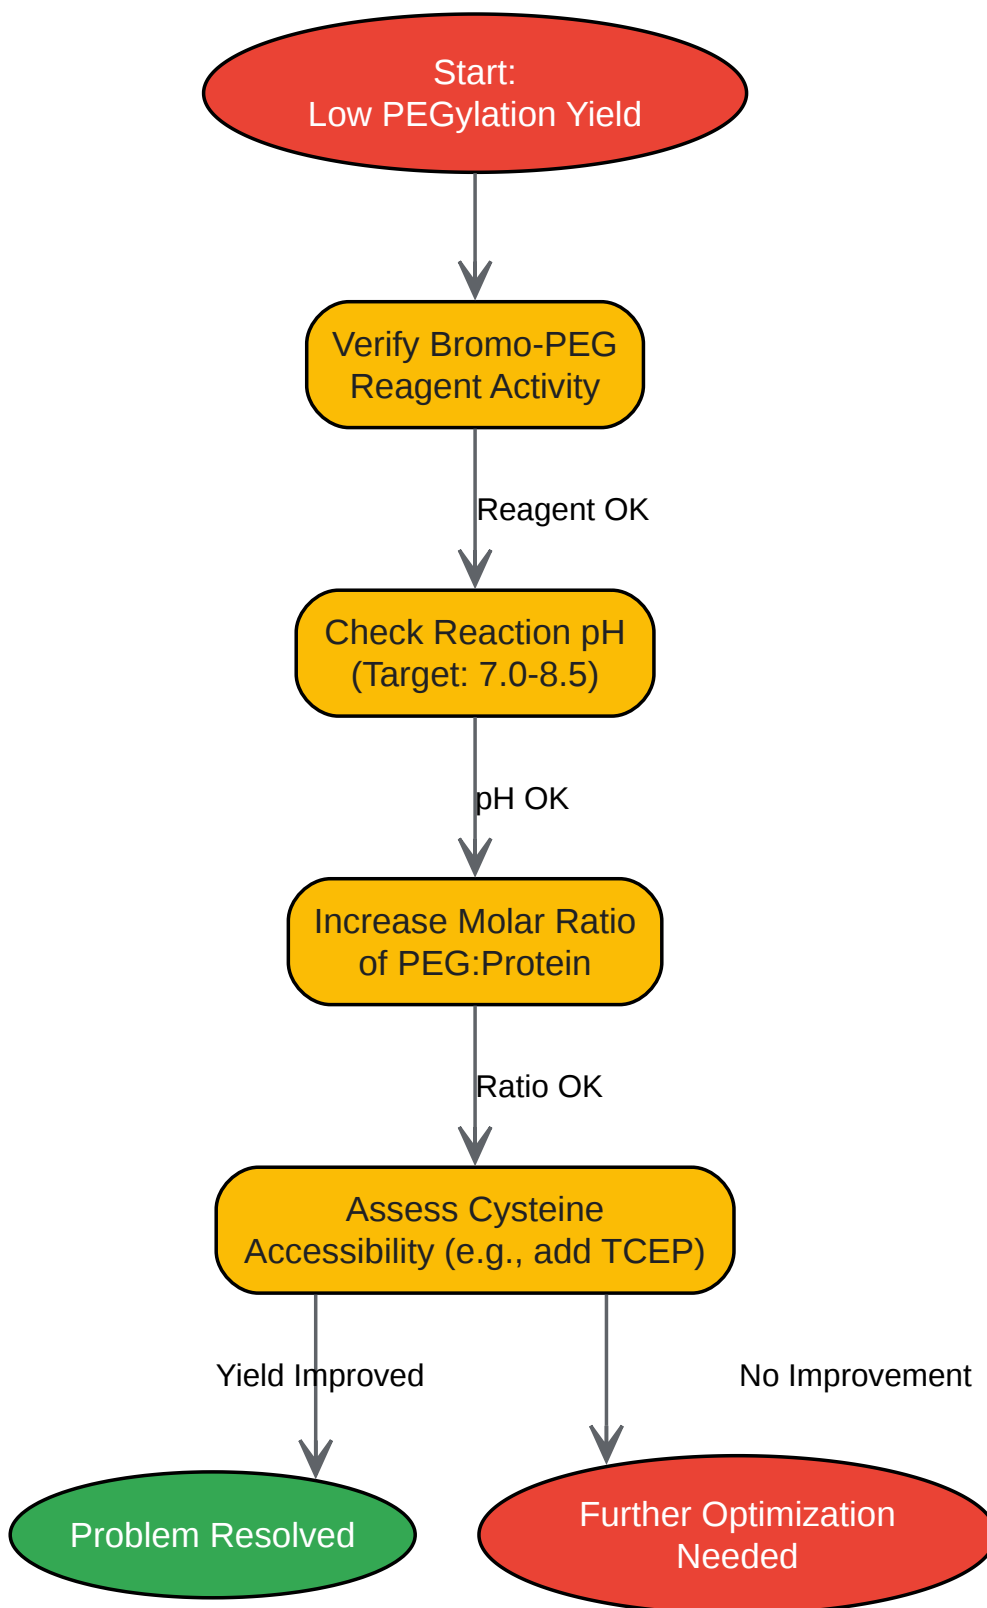 Start:
Low PEGylation Yield
Verify Bromo-PEG
Reagent Activity
Reagent OK
Check Reaction pH
(Target: 7.0-8.5)
pH OK
Increase Molar Ratio
of PEG:Protein
Ratio OK
Assess Cysteine
Accessibility (e.g., add TCEP)
Yield Improved
No Improvement
Problem Resolved
Further Optimization
Needed